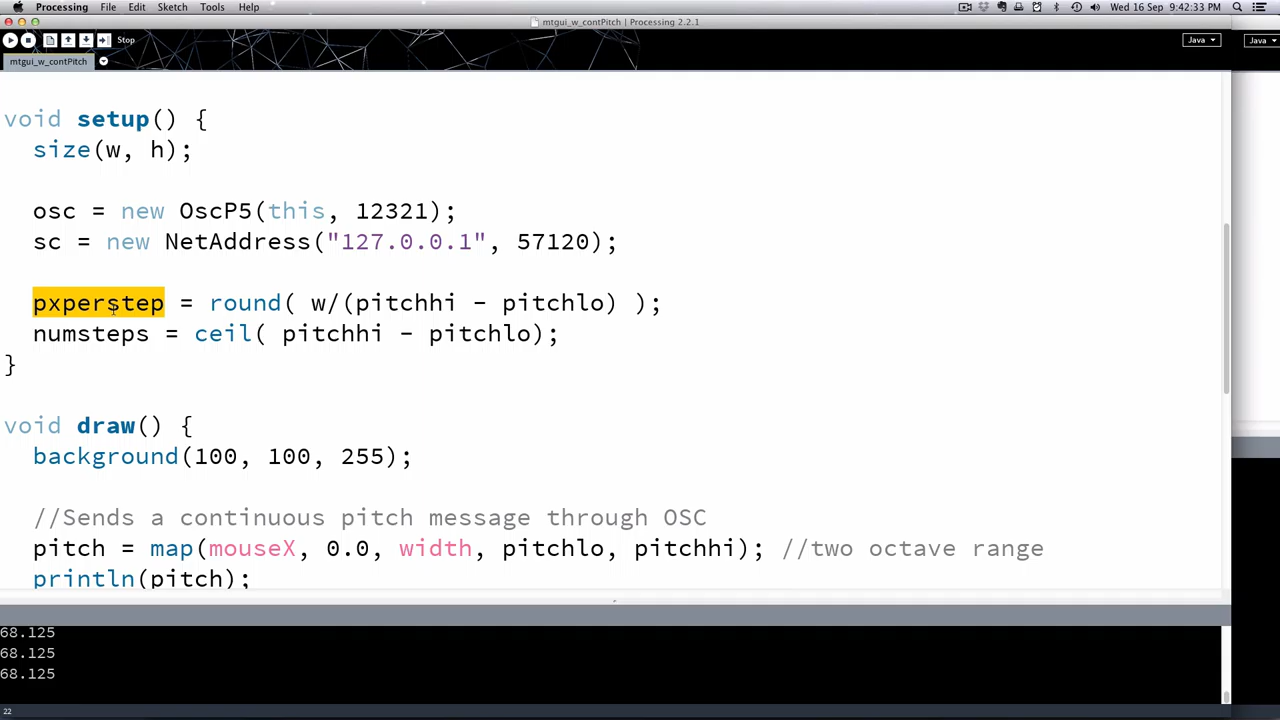 Processing File Edit Sketch Tools Help Wed 16 Sep 9:42:33 PM
mtgui_w_contPitch | Processing 2.2.1
Stop Java Java
mtgui_w_contPitch
void setup() {
size(w, h);
osc = new OscP5(this, 12321);
sc = new NetAddress("127.0.0.1", 57120);
pxperstep = round( w/(pitchhi - pitchlo) );
numsteps = ceil( pitchhi - pitchlo);
}
void draw() {
background(100, 100, 255);
//Sends a continuous pitch message through OSC
pitch = map(mouseX, 0.0, width, pitchlo, pitchhi); //two octave range
println(pitch);
68.125
68.125
68.125
22